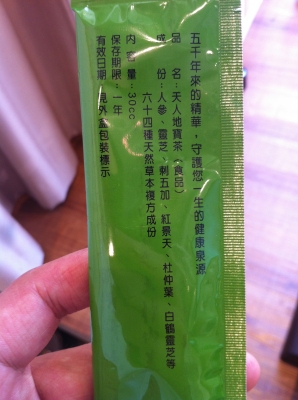 五千年來的精華，守護您一生的健康泉源
品　名：天人地寶茶（食品）
成　份：人參、靈芝、刺五加、紅景天、杜仲葉、白鶴靈芝等
六十四種天然草本複方成份
內容量：30cc
保存期限：一年
有效日期：見外盒包裝標示